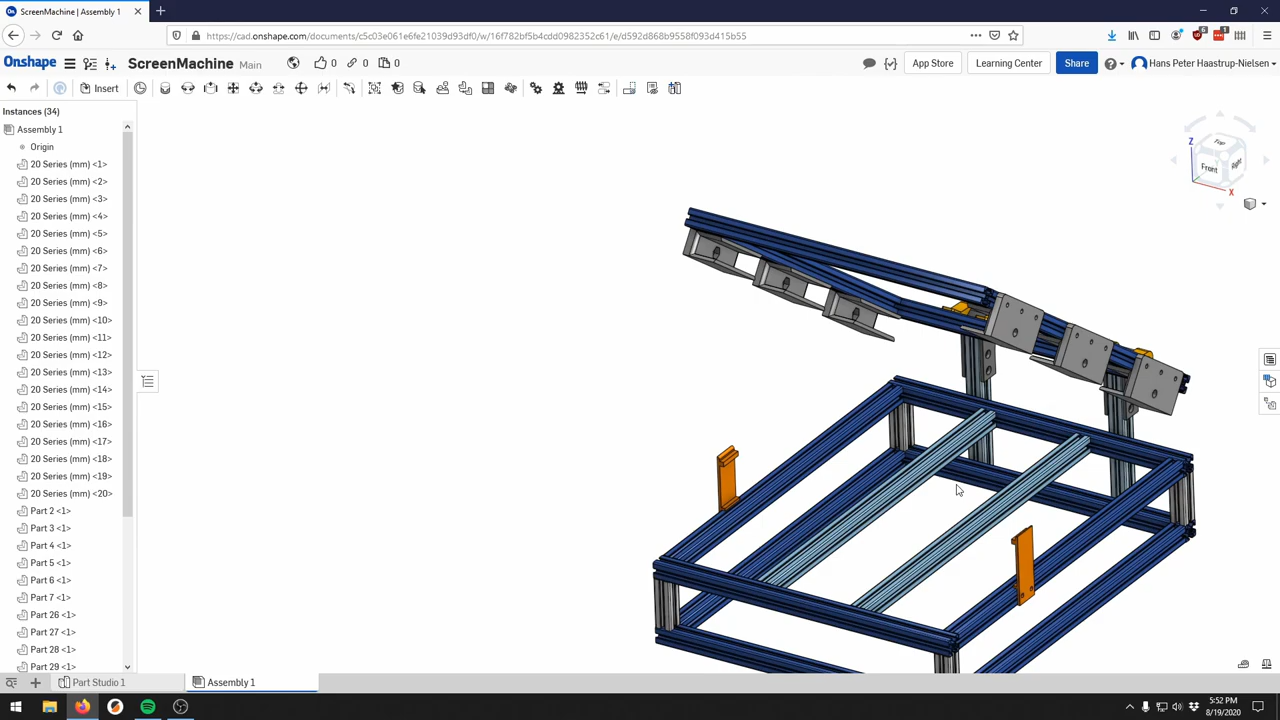 On ScreenMachine | Assembly 1
https://cad.onshape.com/documents/c5c03e061e6fe21039d93df0/w/16f782bf5b4cdd0982352c61/e/d592d868b9558f093d415b55
Onshape ScreenMachine Main 0 0 0 App Store Learning Center Share Hans Peter Haastrup-Nielsen
Insert
Instances (34)
Assembly 1
Origin
20 Series (mm) <1>
20 Series (mm) <2>
20 Series (mm) <3>
20 Series (mm) <4>
20 Series (mm) <5>
20 Series (mm) <6>
20 Series (mm) <7>
20 Series (mm) <8>
20 Series (mm) <9>
20 Series (mm) <10>
20 Series (mm) <11>
20 Series (mm) <12>
20 Series (mm) <13>
20 Series (mm) <14>
20 Series (mm) <15>
20 Series (mm) <16>
20 Series (mm) <17>
20 Series (mm) <18>
20 Series (mm) <19>
20 Series (mm) <20>
Part 2 <1>
Part 3 <1>
Part 4 <1>
Part 5 <1>
Part 6 <1>
Part 7 <1>
Part 26 <1>
Part 27 <1>
Part 28 <1>
Part 29 <1>
Z
Top
Front
Right
X
Part Studio 1
Assembly 1
5:52 PM
8/19/2020